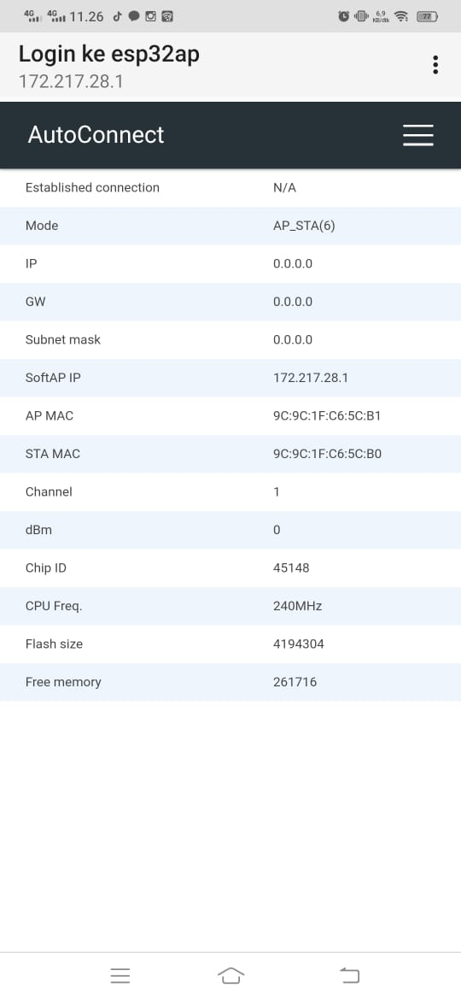 4G 4G 11.26 6,9 KB/dtk 77
Login ke esp32ap
172.217.28.1
AutoConnect
Established connection N/A
Mode AP_STA(6)
IP 0.0.0.0
GW 0.0.0.0
Subnet mask 0.0.0.0
SoftAP IP 172.217.28.1
AP MAC 9C:9C:1F:C6:5C:B1
STA MAC 9C:9C:1F:C6:5C:B0
Channel 1
dBm 0
Chip ID 45148
CPU Freq. 240MHz
Flash size 4194304
Free memory 261716